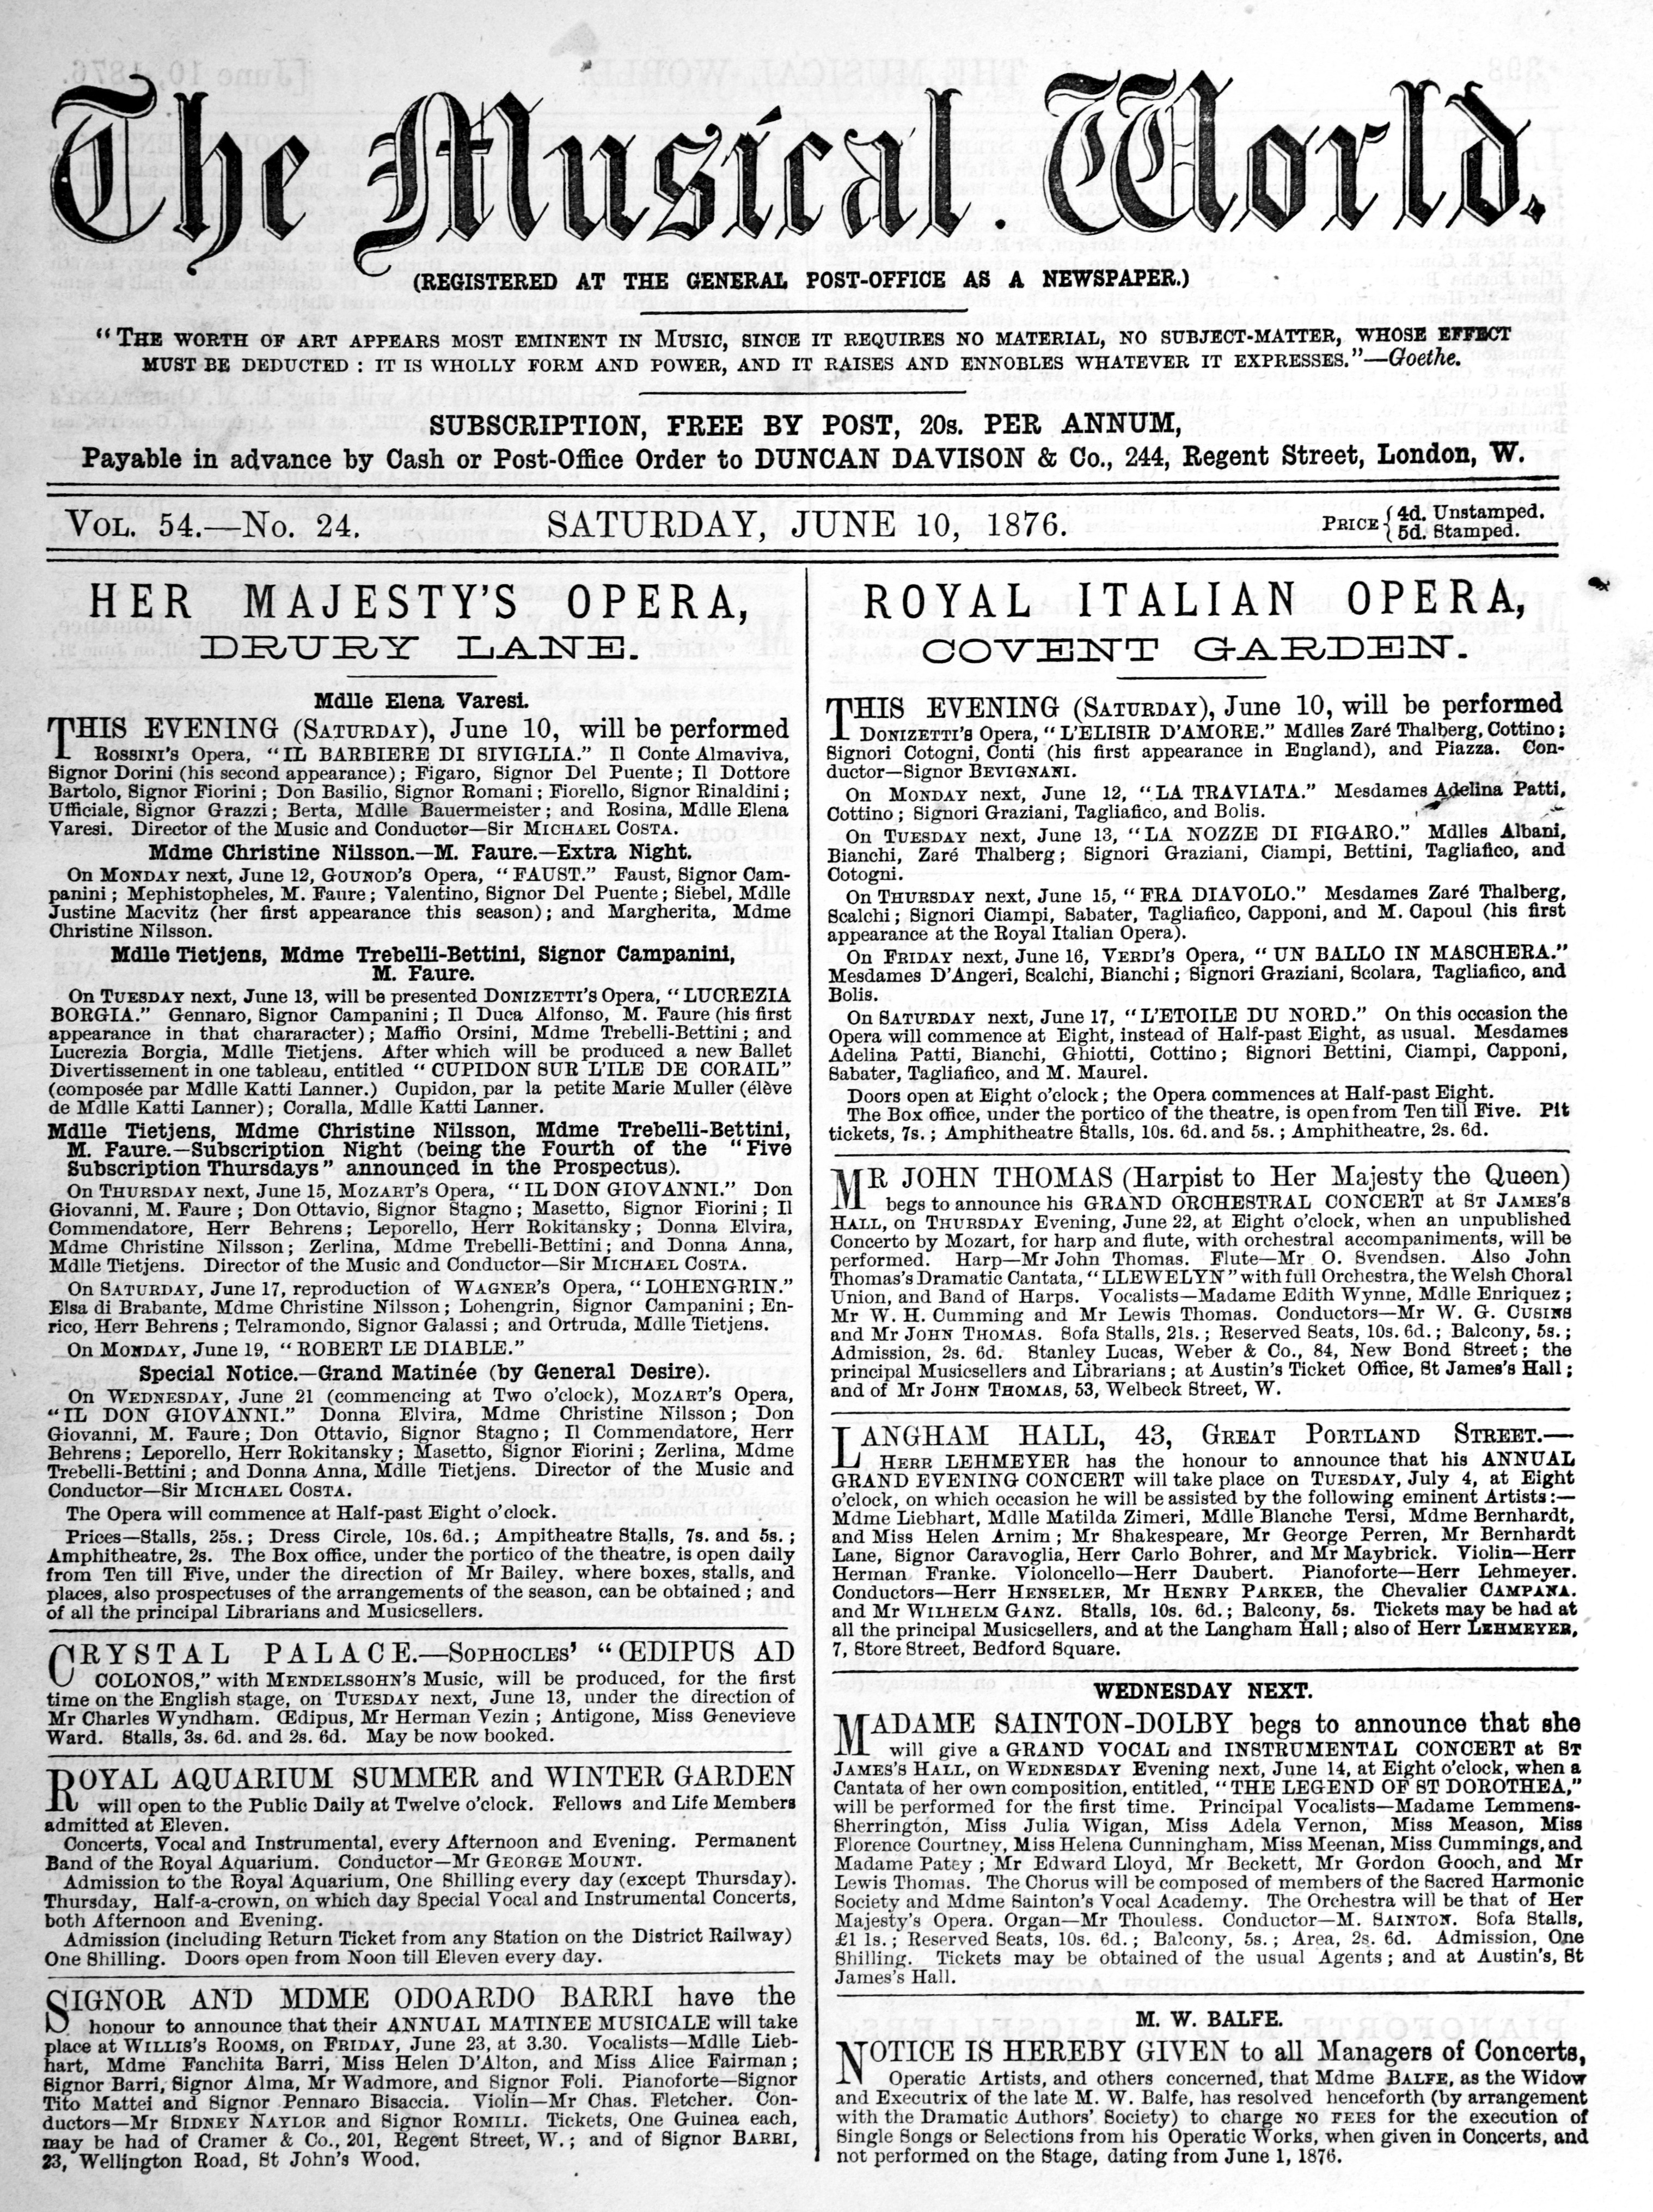 The Musical World.
(REGISTERED AT THE GENERAL POST-OFFICE AS A NEWSPAPER.)
"THE WORTH OF ART APPEARS MOST EMINENT IN MUSIC, SINCE IT REQUIRES NO MATERIAL, NO SUBJECT-MATTER, WHOSE EFFECT
MUST BE DEDUCTED : IT IS WHOLLY FORM AND POWER, AND IT RAISES AND ENNOBLES WHATEVER IT EXPRESSES."—Goethe.
SUBSCRIPTION, FREE BY POST, 20s. PER ANNUM,
Payable in advance by Cash or Post-Office Order to DUNCAN DAVISON & Co., 244, Regent Street, London, W.
VOL. 54.—No. 24.
SATURDAY, JUNE 10, 1876.
PRICE { 4d. Unstamped.
5d. Stamped.
HER MAJESTY'S OPERA,
DRURY LANE.
Mdlle Elena Varesi.
THIS EVENING (SATURDAY), June 10, will be performed
ROSSINI'S Opera, "IL BARBIERE DI SIVIGLIA." Il Conte Almaviva,
Signor Dorini (his second appearance) ; Figaro, Signor Del Puente ; Il Dottore
Bartolo, Signor Fiorini ; Don Basilio, Signor Romani ; Fiorello, Signor Rinaldini ;
Ufficiale, Signor Grazzi ; Berta, Mdlle Bauermeister ; and Rosina, Mdlle Elena
Varesi. Director of the Music and Conductor—Sir MICHAEL COSTA.
Mdme Christine Nilsson.—M. Faure.—Extra Night.
On MONDAY next, June 12, GOUNOD'S Opera, "FAUST." Faust, Signor Cam-
panini ; Mephistopheles, M. Faure ; Valentino, Signor Del Puente ; Siebel, Mdlle
Justine Macvitz (her first appearance this season) ; and Margherita, Mdme
Christine Nilsson.
Mdlle Tietjens, Mdme Trebelli-Bettini, Signor Campanini,
M. Faure.
On TUESDAY next, June 13, will be presented DONIZETTI'S Opera, "LUCREZIA
BORGIA." Gennaro, Signor Campanini ; Il Duca Alfonso, M. Faure (his first
appearance in that chararacter) ; Maffio Orsini, Mdme Trebelli-Bettini ; and
Lucrezia Borgia, Mdlle Tietjens. After which will be produced a new Ballet
Divertissement in one tableau, entitled "CUPIDON SUR L'ILE DE CORAIL"
(composée par Mdlle Katti Lanner.) Cupidon, par la petite Marie Muller (élève
de Mdlle Katti Lanner) ; Coralla, Mdlle Katti Lanner.
Mdlle Tietjens, Mdme Christine Nilsson, Mdme Trebelli-Bettini,
M. Faure.—Subscription Night (being the Fourth of the "Five
Subscription Thursdays" announced in the Prospectus).
On THURSDAY next, June 15, MOZART'S Opera, "IL DON GIOVANNI." Don
Giovanni, M. Faure ; Don Ottavio, Signor Stagno ; Masetto, Signor Fiorini ; Il
Commendatore, Herr Behrens ; Leporello, Herr Rokitansky ; Donna Elvira,
Mdme Christine Nilsson ; Zerlina, Mdme Trebelli-Bettini ; and Donna Anna,
Mdlle Tietjens. Director of the Music and Conductor—Sir MICHAEL COSTA.
On SATURDAY, June 17, reproduction of WAGNER'S Opera, "LOHENGRIN."
Elsa di Brabante, Mdme Christine Nilsson ; Lohengrin, Signor Campanini ; En-
rico, Herr Behrens ; Telramondo, Signor Galassi ; and Ortruda, Mdlle Tietjens.
On MONDAY, June 19, "ROBERT LE DIABLE."
Special Notice.—Grand Matinée (by General Desire).
On WEDNESDAY, June 21 (commencing at Two o'clock), MOZART'S Opera,
"IL DON GIOVANNI." Donna Elvira, Mdme Christine Nilsson ; Don
Giovanni, M. Faure ; Don Ottavio, Signor Stagno ; Il Commendatore, Herr
Behrens ; Leporello, Herr Rokitansky ; Masetto, Signor Fiorini ; Zerlina, Mdme
Trebelli-Bettini ; and Donna Anna, Mdlle Tietjens. Director of the Music and
Conductor—Sir MICHAEL COSTA.
The Opera will commence at Half-past Eight o'clock.
Prices—Stalls, 25s. ; Dress Circle, 10s. 6d. ; Ampitheatre Stalls, 7s. and 5s. ;
Amphitheatre, 2s. The Box office, under the portico of the theatre, is open daily
from Ten till Five, under the direction of Mr Bailey. where boxes, stalls, and
places, also prospectuses of the arrangements of the season, can be obtained ; and
of all the principal Librarians and Musicsellers.
CRYSTAL PALACE.—SOPHOCLES' "ŒDIPUS AD
COLONOS," with MENDELSSOHN'S Music, will be produced, for the first
time on the English stage, on TUESDAY next, June 13, under the direction of
Mr Charles Wyndham. Œdipus, Mr Herman Vezin ; Antigone, Miss Genevieve
Ward. Stalls, 3s. 6d. and 2s. 6d. May be now booked.
ROYAL AQUARIUM SUMMER and WINTER GARDEN
will open to the Public Daily at Twelve o'clock. Fellows and Life Members
admitted at Eleven.
Concerts, Vocal and Instrumental, every Afternoon and Evening. Permanent
Band of the Royal Aquarium. Conductor—Mr GEORGE MOUNT.
Admission to the Royal Aquarium, One Shilling every day (except Thursday).
Thursday, Half-a-crown, on which day Special Vocal and Instrumental Concerts,
both Afternoon and Evening.
Admission (including Return Ticket from any Station on the District Railway)
One Shilling. Doors open from Noon till Eleven every day.
SIGNOR AND MDME ODOARDO BARRI have the
honour to announce that their ANNUAL MATINEE MUSICALE will take
place at WILLIS'S ROOMS, on FRIDAY, June 23, at 3.30. Vocalists—Mdlle Lieb-
hart, Mdme Fanchita Barri, Miss Helen D'Alton, and Miss Alice Fairman ;
Signor Barri, Signor Alma, Mr Wadmore, and Signor Foli. Pianoforte—Signor
Tito Mattei and Signor Pennaro Bisaccia. Violin—Mr Chas. Fletcher. Con-
ductors—Mr SIDNEY NAYLOR and Signor ROMILI. Tickets, One Guinea each,
may be had of Cramer & Co., 201, Regent Street, W. ; and of Signor BARRI,
23, Wellington Road, St John's Wood.
ROYAL ITALIAN OPERA,
COVENT GARDEN.
THIS EVENING (SATURDAY), June 10, will be performed
DONIZETTI'S Opera, "L'ELISIR D'AMORE." Mdlles Zaré Thalberg, Cottino ;
Signori Cotogni, Conti (his first appearance in England), and Piazza. Con-
ductor—Signor BEVIGNANI.
On MONDAY next, June 12, "LA TRAVIATA." Mesdames Adelina Patti,
Cottino ; Signori Graziani, Tagliafico, and Bolis.
On TUESDAY next, June 13, "LA NOZZE DI FIGARO." Mdlles Albani,
Bianchi, Zaré Thalberg ; Signori Graziani, Ciampi, Bettini, Tagliafico, and
Cotogni.
On THURSDAY next, June 15, "FRA DIAVOLO." Mesdames Zaré Thalberg,
Scalchi ; Signori Ciampi, Sabater, Tagliafico, Capponi, and M. Capoul (his first
appearance at the Royal Italian Opera).
On FRIDAY next, June 16, VERDI'S Opera, "UN BALLO IN MASCHERA."
Mesdames D'Angeri, Scalchi, Bianchi ; Signori Graziani, Scolara, Tagliafico, and
Bolis.
On SATURDAY next, June 17, "L'ETOILE DU NORD." On this occasion the
Opera will commence at Eight, instead of Half-past Eight, as usual. Mesdames
Adelina Patti, Bianchi, Ghiotti, Cottino ; Signori Bettini, Ciampi, Capponi,
Sabater, Tagliafico, and M. Maurel.
Doors open at Eight o'clock ; the Opera commences at Half-past Eight.
The Box office, under the portico of the theatre, is open from Ten till Five. Pit
tickets, 7s. ; Amphitheatre Stalls, 10s. 6d. and 5s. ; Amphitheatre, 2s. 6d.
MR JOHN THOMAS (Harpist to Her Majesty the Queen)
begs to announce his GRAND ORCHESTRAL CONCERT at ST JAMES'S
HALL, on THURSDAY Evening, June 22, at Eight o'clock, when an unpublished
Concerto by Mozart, for harp and flute, with orchestral accompaniments, will be
performed. Harp—Mr John Thomas. Flute—Mr O. Svendsen. Also John
Thomas's Dramatic Cantata, "LLEWELYN" with full Orchestra, the Welsh Choral
Union, and Band of Harps. Vocalists—Madame Edith Wynne, Mdlle Enriquez ;
Mr W. H. Cumming and Mr Lewis Thomas. Conductors—Mr W. G. CUSINS
and Mr JOHN THOMAS. Sofa Stalls, 21s. ; Reserved Seats, 10s. 6d. ; Balcony, 5s. ;
Admission, 2s. 6d. Stanley Lucas, Weber & Co., 84, New Bond Street ; the
principal Musicsellers and Librarians ; at Austin's Ticket Office, St James's Hall ;
and of Mr JOHN THOMAS, 53, Welbeck Street, W.
LANGHAM HALL, 43, GREAT PORTLAND STREET.—
HERR LEHMEYER has the honour to announce that his ANNUAL
GRAND EVENING CONCERT will take place on TUESDAY, July 4, at Eight
o'clock, on which occasion he will be assisted by the following eminent Artists :—
Mdme Liebhart, Mdlle Matilda Zimeri, Mdlle Blanche Tersi, Mdme Bernhardt,
and Miss Helen Arnim ; Mr Shakespeare, Mr George Perren, Mr Bernhardt
Lane, Signor Caravoglia, Herr Carlo Bohrer, and Mr Maybrick. Violin—Herr
Herman Franke. Violoncello—Herr Daubert. Pianoforte—Herr Lehmeyer.
Conductors—Herr HENSELER, Mr HENRY PARKER, the Chevalier CAMPANA.
and Mr WILHELM GANZ. Stalls, 10s. 6d. ; Balcony, 5s. Tickets may be had at
all the principal Musicsellers, and at the Langham Hall ; also of Herr LEHMEYER,
7, Store Street, Bedford Square.
WEDNESDAY NEXT.
MADAME SAINTON-DOLBY begs to announce that she
will give a GRAND VOCAL and INSTRUMENTAL CONCERT at ST
JAMES'S HALL, on WEDNESDAY Evening next, June 14, at Eight o'clock, when a
Cantata of her own composition, entitled, "THE LEGEND OF ST DOROTHEA,"
will be performed for the first time. Principal Vocalists—Madame Lemmens-
Sherrington, Miss Julia Wigan, Miss Adela Vernon, Miss Meason, Miss
Florence Courtney, Miss Helena Cunningham, Miss Meenan, Miss Cummings, and
Madame Patey ; Mr Edward Lloyd, Mr Beckett, Mr Gordon Gooch, and Mr
Lewis Thomas. The Chorus will be composed of members of the Sacred Harmonic
Society and Mdme Sainton's Vocal Academy. The Orchestra will be that of Her
Majesty's Opera. Organ—Mr Thouless. Conductor—M. SAINTON. Sofa Stalls,
£1 1s. ; Reserved Seats, 10s. 6d. ; Balcony, 5s. ; Area, 2s. 6d. Admission, One
Shilling. Tickets may be obtained of the usual Agents ; and at Austin's, St
James's Hall.
M. W. BALFE.
NOTICE IS HEREBY GIVEN to all Managers of Concerts,
Operatic Artists, and others concerned, that Mdme BALFE, as the Widow
and Executrix of the late M. W. Balfe, has resolved henceforth (by arrangement
with the Dramatic Authors' Society) to charge NO FEES for the execution of
Single Songs or Selections from his Operatic Works, when given in Concerts, and
not performed on the Stage, dating from June 1, 1876.